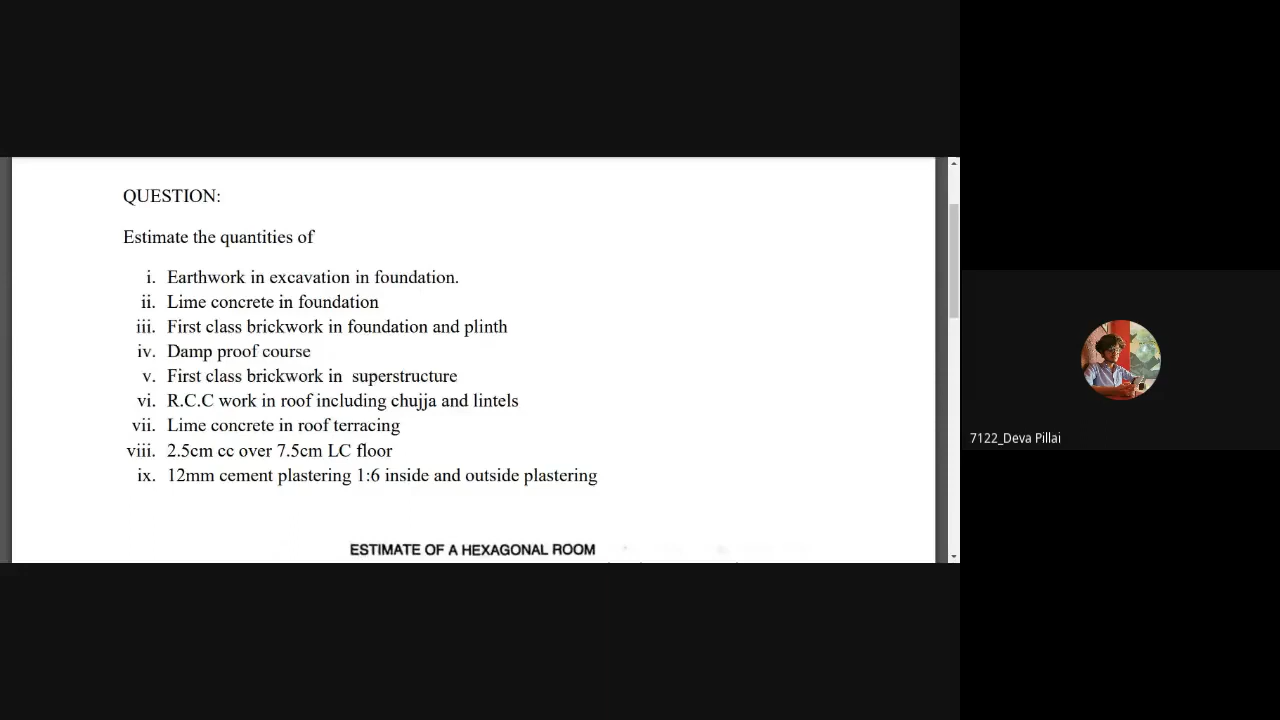 QUESTION:
Estimate the quantities of
i. Earthwork in excavation in foundation.
ii. Lime concrete in foundation
iii. First class brickwork in foundation and plinth
iv. Damp proof course
v. First class brickwork in superstructure
vi. R.C.C work in roof including chujja and lintels
vii. Lime concrete in roof terracing
viii. 2.5cm cc over 7.5cm LC floor
ix. 12mm cement plastering 1:6 inside and outside plastering
ESTIMATE OF A HEXAGONAL ROOM
7122_Deva Pillai